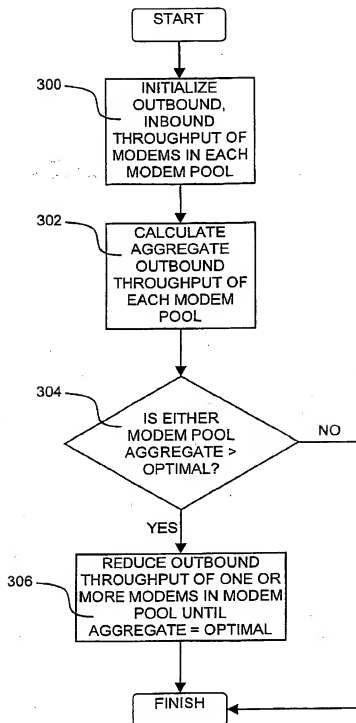 START
300
INITIALIZE
OUTBOUND,
INBOUND
THROUGHPUT OF
MODEMS IN EACH
MODEM POOL
302
CALCULATE
AGGREGATE
OUTBOUND
THROUGHPUT OF
EACH MODEM
POOL
304
IS EITHER
MODEM POOL
AGGREGATE >
OPTIMAL?
NO
YES
306
REDUCE OUTBOUND
THROUGHPUT OF ONE OR
MORE MODEMS IN MODEM
POOL UNTIL
AGGREGATE = OPTIMAL
FINISH